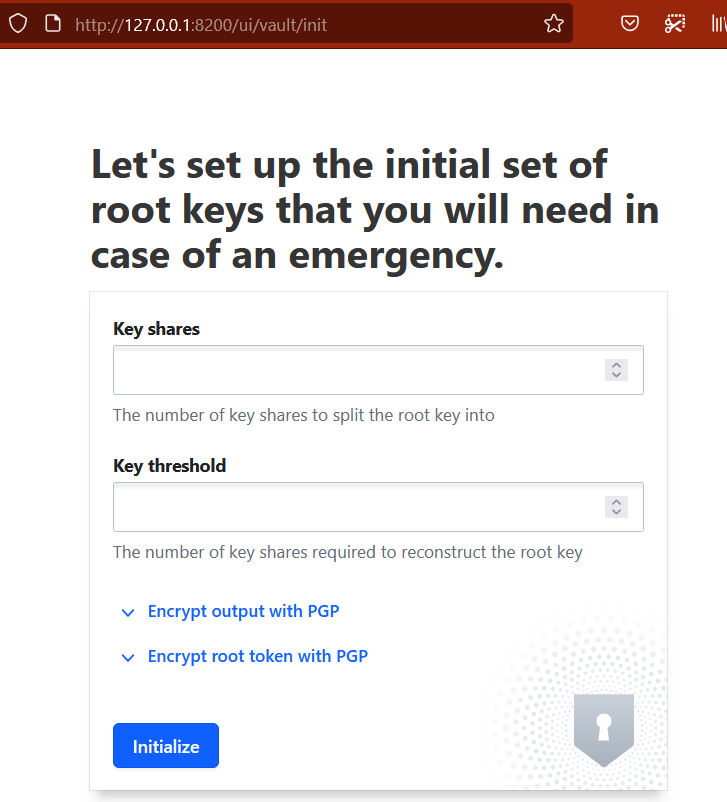 http://127.0.0.1:8200/ui/vault/init
Let's set up the initial set of
root keys that you will need in
case of an emergency.
Key shares
The number of key shares to split the root key into
Key threshold
The number of key shares required to reconstruct the root key
Encrypt output with PGP
Encrypt root token with PGP
Initialize